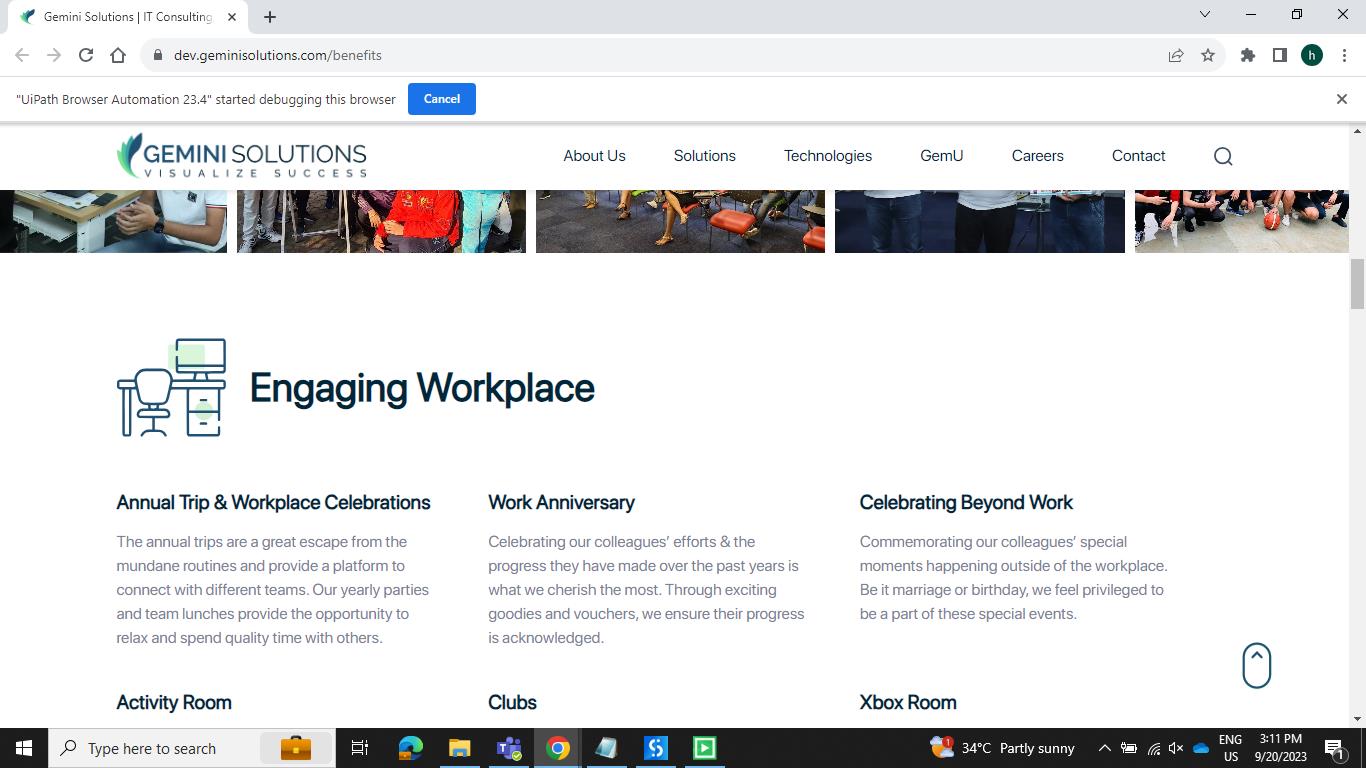 Gemini Solutions | IT Consulting
dev.geminisolutions.com/benefits
h
"UiPath Browser Automation 23.4" started debugging this browser
Cancel
GEMINI SOLUTIONS
VISUALIZE SUCCESS
About Us
Solutions
Technologies
GemU
Careers
Contact
Engaging Workplace
Annual Trip & Workplace Celebrations
The annual trips are a great escape from the
mundane routines and provide a platform to
connect with different teams. Our yearly parties
and team lunches provide the opportunity to
relax and spend quality time with others.
Work Anniversary
Celebrating our colleagues' efforts & the
progress they have made over the past years is
what we cherish the most. Through exciting
goodies and vouchers, we ensure their progress
is acknowledged.
Celebrating Beyond Work
Commemorating our colleagues' special
moments happening outside of the workplace.
Be it marriage or birthday, we feel privileged to
be a part of these special events.
Activity Room
Clubs
Xbox Room
Type here to search
1
34°C Partly sunny
ENG
US
3:11 PM
9/20/2023
1